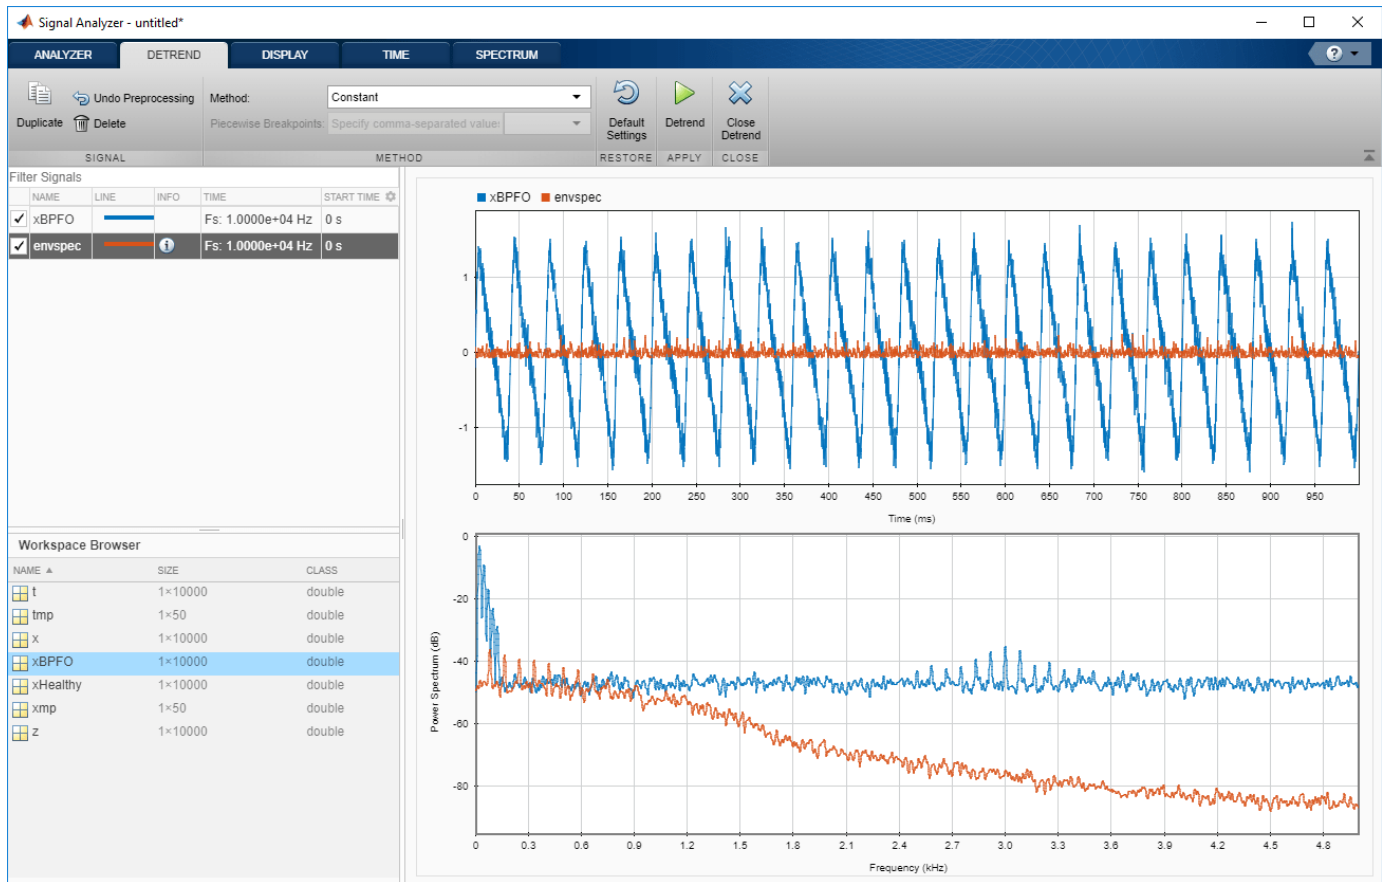 Signal Analyzer - untitled*
ANALYZER DETREND DISPLAY TIME SPECTRUM ?
Duplicate Undo Preprocessing Delete
SIGNAL
Method: Constant
Piecewise Breakpoints: Specify comma-separated value:
METHOD
Default Settings
RESTORE
Detrend
APPLY
Close Detrend
CLOSE
Filter Signals
NAME LINE INFO TIME START TIME
xBPFO Fs: 1.0000e+04 Hz 0 s
envspec i Fs: 1.0000e+04 Hz 0 s
Workspace Browser
NAME ▲ SIZE CLASS
t 1×10000 double
tmp 1×50 double
x 1×10000 double
xBPFO 1×10000 double
xHealthy 1×10000 double
xmp 1×50 double
z 1×10000 double
xBPFO envspec
1
0
-1
0 50 100 150 200 250 300 350 400 450 500 550 600 650 700 750 800 850 900 950
Time (ms)
0
-20
-40
-60
-80
Power Spectrum (dB)
0 0.3 0.6 0.9 1.2 1.5 1.8 2.1 2.4 2.7 3.0 3.3 3.6 3.9 4.2 4.5 4.8
Frequency (kHz)